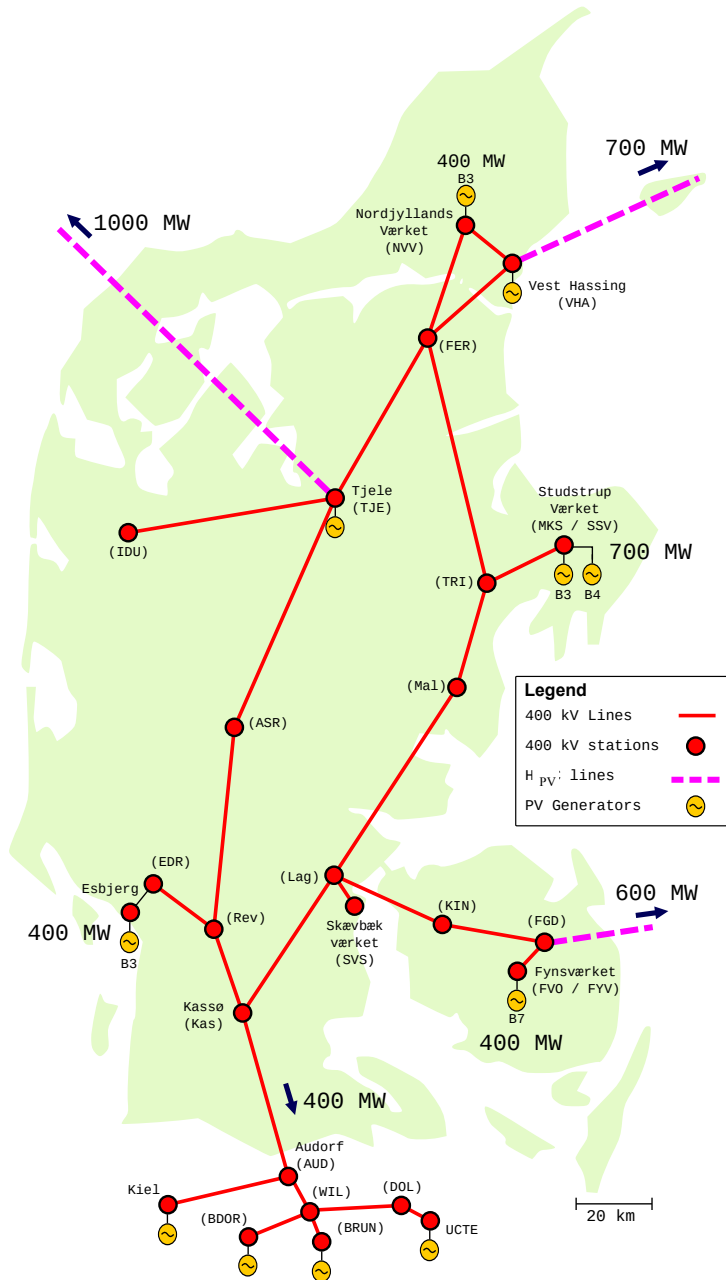 700 MW
400 MW
B3
Nordjyllands
Værket
(NVV)
1000 MW
Vest Hassing
(VHA)
(FER)
Tjele
(TJE)
Studstrup
Værket
(MKS / SSV)
(IDU)
700 MW
(TRI)
B3
B4
(Mal)
Legend
400 kV Lines
400 kV stations
H PV: lines
PV Generators
(ASR)
(EDR)
Esbjerg
(Lag)
(KIN)
600 MW
(Rev)
(FGD)
400 MW
B3
Skævbæk
værket
(SVS)
Fynsværket
(FVO / FYV)
B7
Kassø
(Kas)
400 MW
400 MW
Audorf
(AUD)
Kiel
(WIL)
(DOL)
(BDOR)
(BRUN)
UCTE
20 km